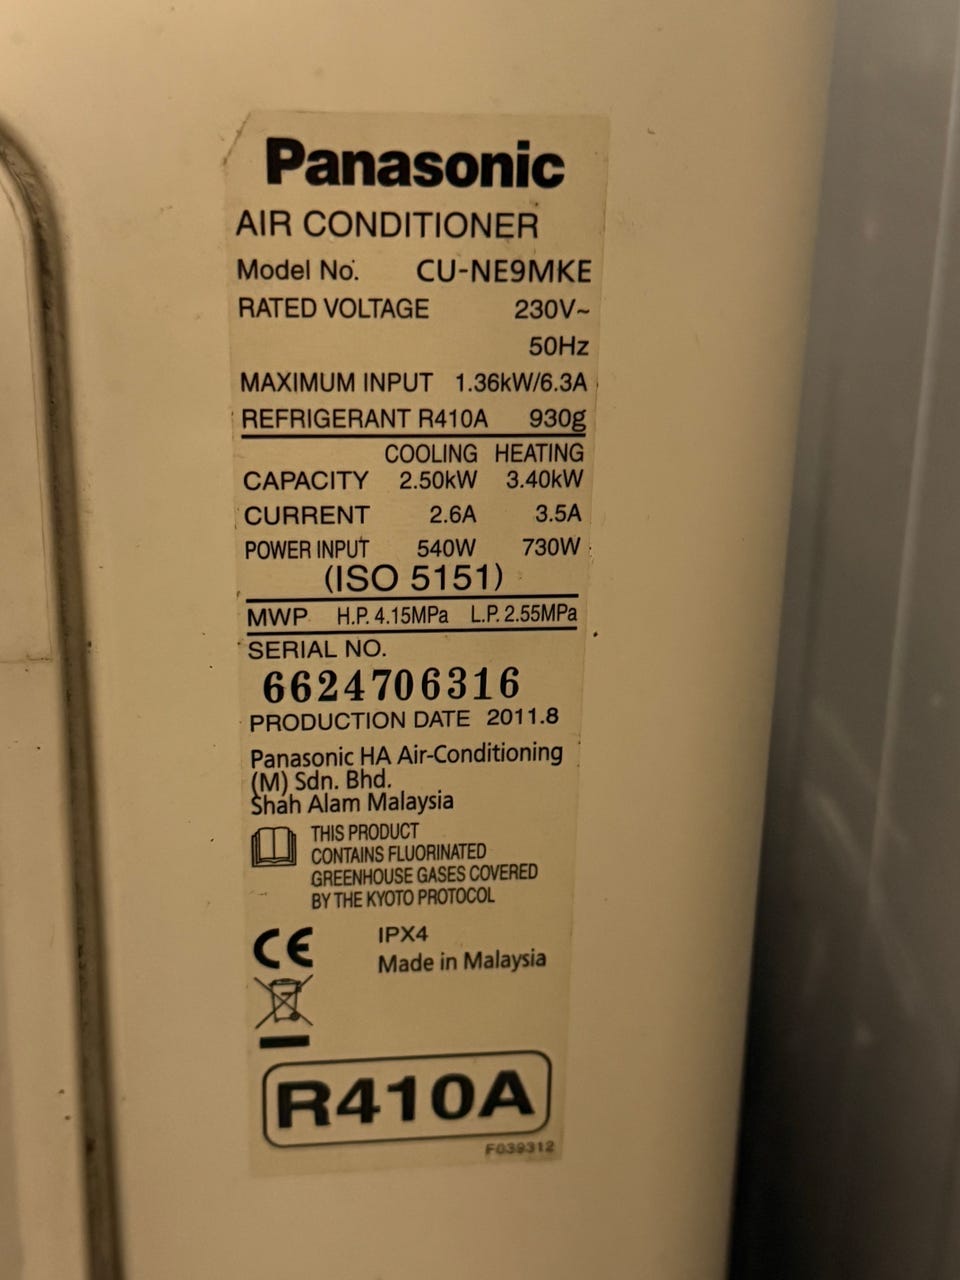 Panasonic
AIR CONDITIONER
Model No. CU-NE9MKE
RATED VOLTAGE 230V~
50Hz
MAXIMUM INPUT 1.36kW/6.3A
REFRIGERANT R410A 930g
COOLING HEATING
CAPACITY 2.50kW 3.40kW
CURRENT 2.6A 3.5A
POWER INPUT 540W 730W
(ISO 5151)
MWP H.P. 4.15MPa L.P. 2.55MPa
SERIAL NO.
6624706316
PRODUCTION DATE 2011.8
Panasonic HA Air-Conditioning
(M) Sdn. Bhd.
Shah Alam Malaysia
THIS PRODUCT
CONTAINS FLUORINATED
GREENHOUSE GASES COVERED
BY THE KYOTO PROTOCOL
CE IPX4
Made in Malaysia
R410A
F039312